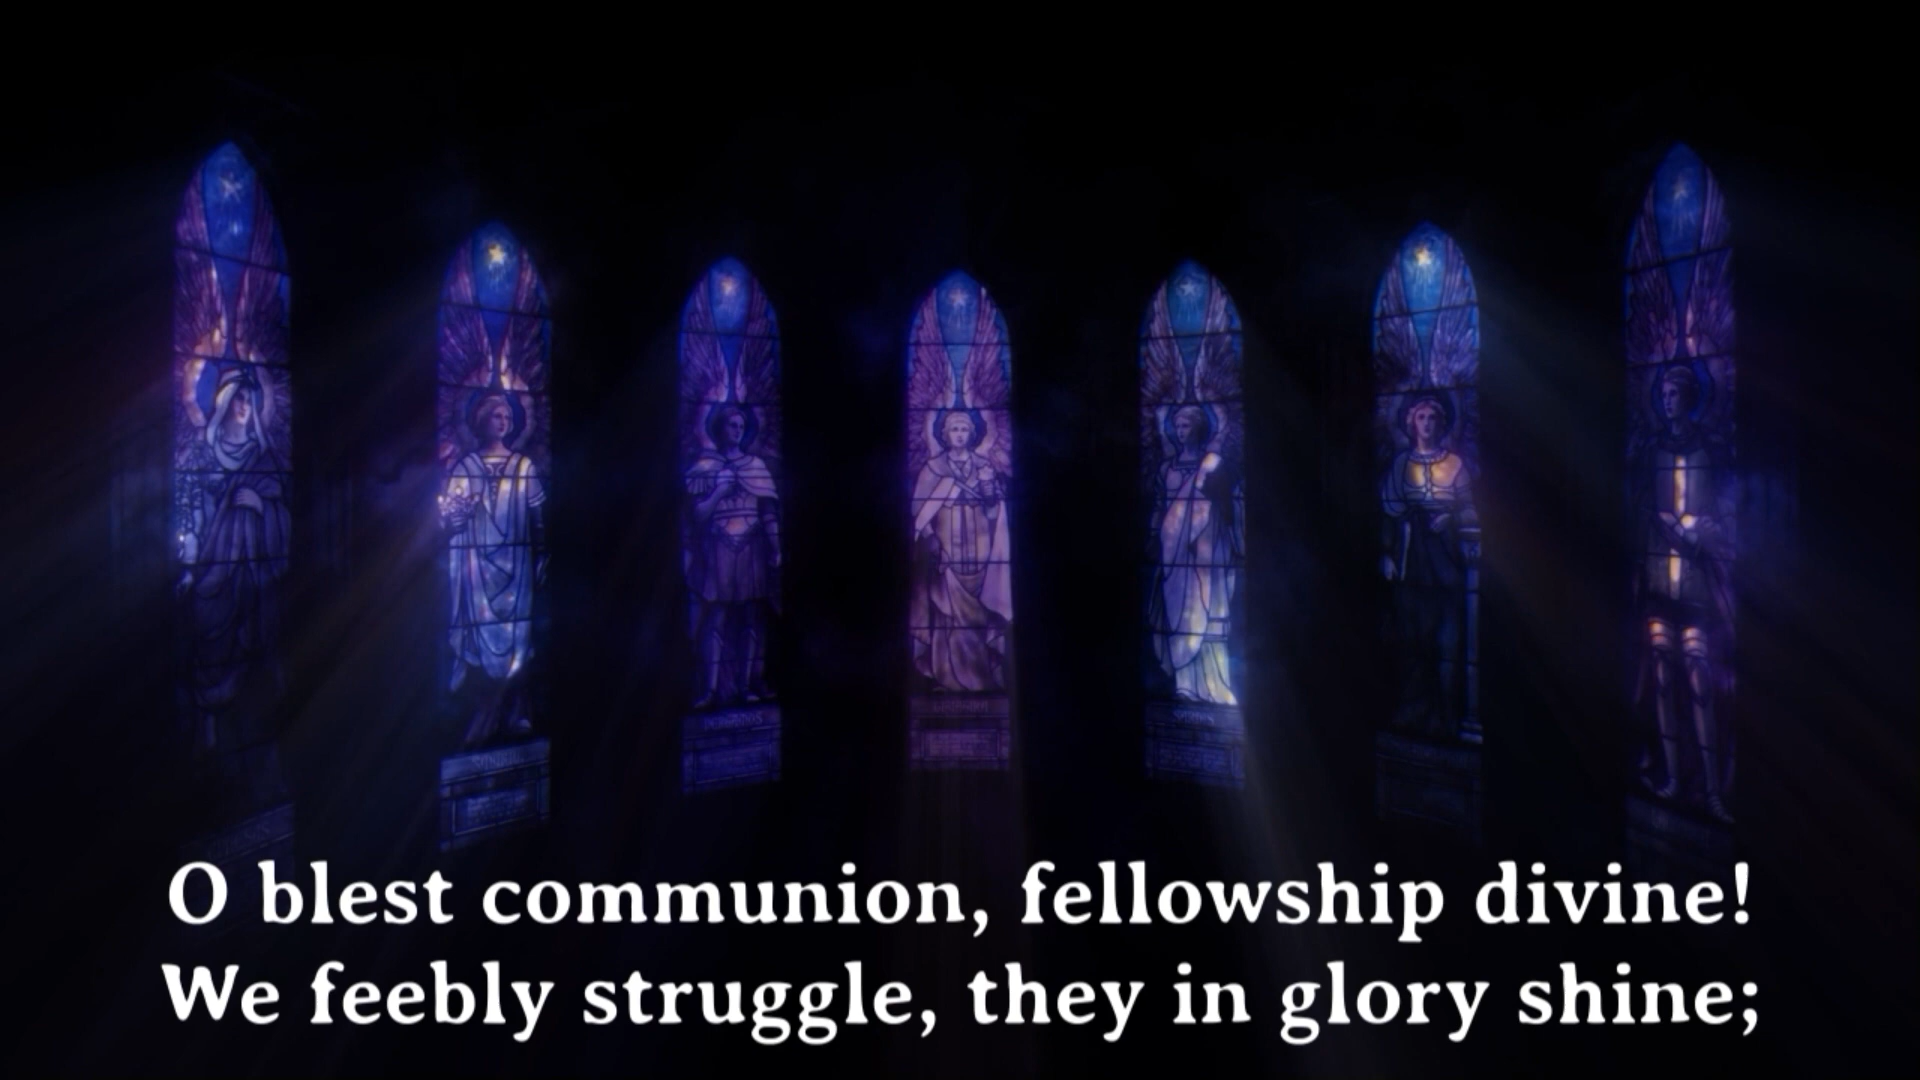 O blest communion, fellowship divine!
We feebly struggle, they in glory shine;